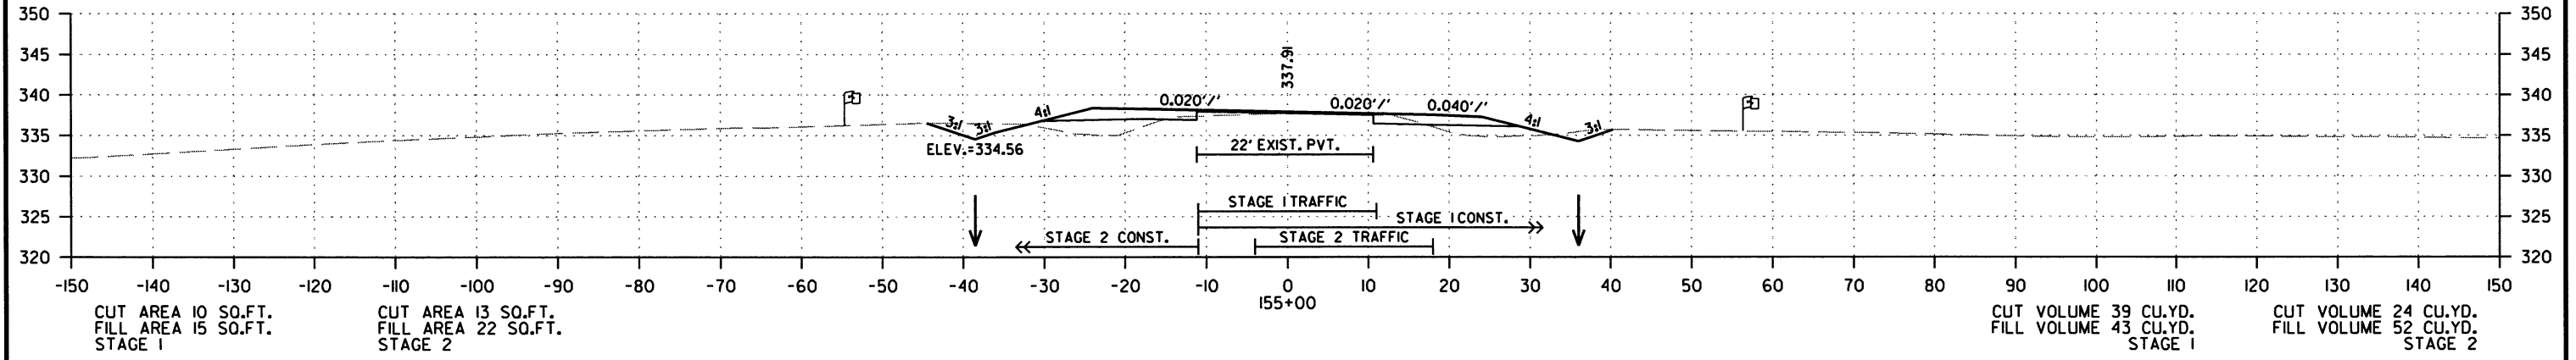 350 350
345 345
337.91
340 340
0.020'/' 0.020'/' 0.040'/'
4:1 4:1
3:1 3:1 3:1
335 335
ELEV.=334.56
22' EXIST. PVT.
330 330
STAGE 1 TRAFFIC
325 STAGE 1 CONST. 325
STAGE 2 CONST. STAGE 2 TRAFFIC
320 320
-150 -140 -130 -120 -110 -100 -90 -80 -70 -60 -50 -40 -30 -20 -10 0 10 20 30 40 50 60 70 80 90 100 110 120 130 140 150
155+00
CUT AREA 10 SQ.FT. CUT AREA 13 SQ.FT. CUT VOLUME 39 CU.YD. CUT VOLUME 24 CU.YD.
FILL AREA 15 SQ.FT. FILL AREA 22 SQ.FT. FILL VOLUME 43 CU.YD. FILL VOLUME 52 CU.YD.
STAGE 1 STAGE 2 STAGE 1 STAGE 2